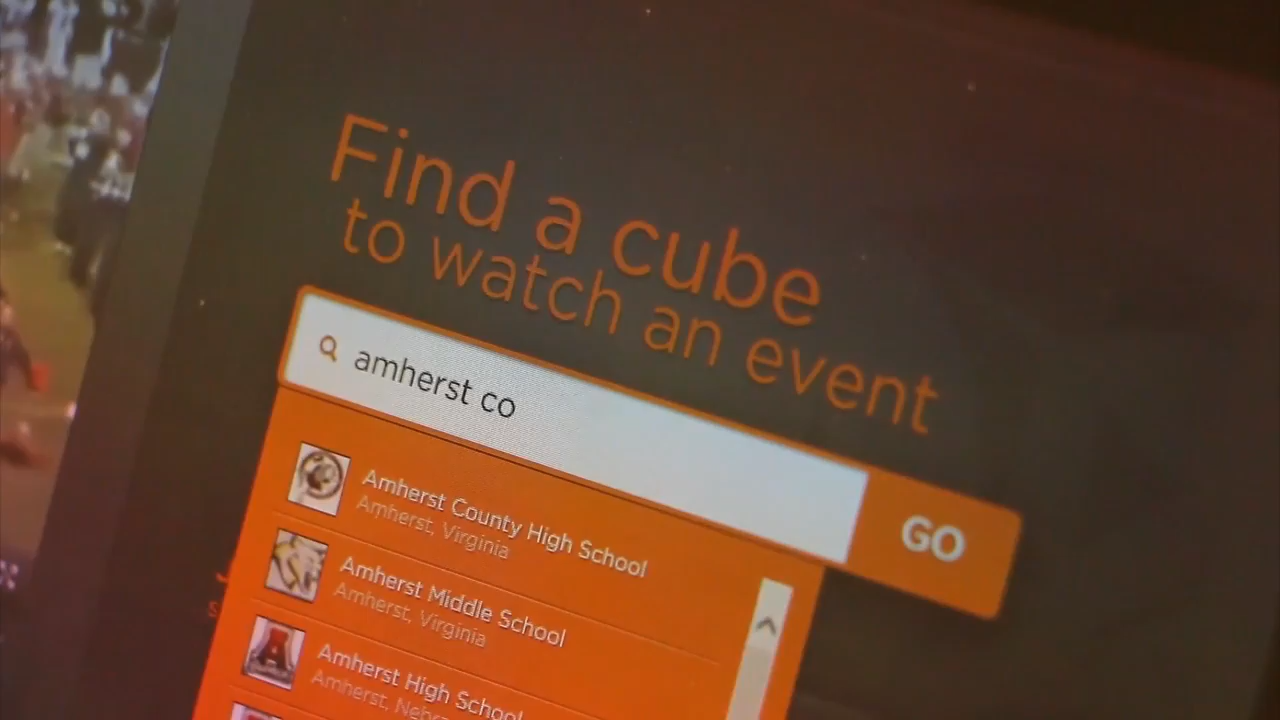 Find a cube
to watch an event
amherst co
GO
Amherst County High School
Amherst, Virginia
Amherst Middle School
Amherst, Virginia
Amherst High School
Amherst,